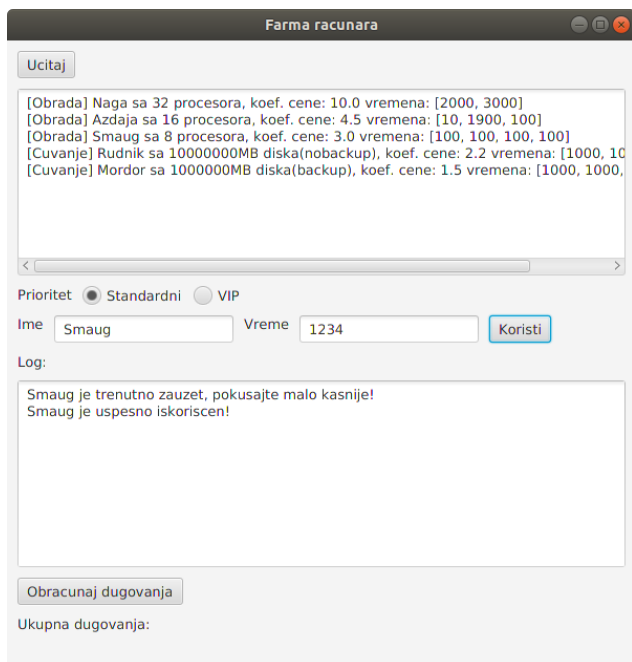 Farma racunara
Ucitaj
[Obrada] Naga sa 32 procesora, koef. cene: 10.0 vremena: [2000, 3000]
[Obrada] Azdaja sa 16 procesora, koef. cene: 4.5 vremena: [10, 1900, 100]
[Obrada] Smaug sa 8 procesora, koef. cene: 3.0 vremena: [100, 100, 100, 100]
[Cuvanje] Rudnik sa 10000000MB diska(nobackup), koef. cene: 2.2 vremena: [1000, 10
[Cuvanje] Mordor sa 1000000MB diska(backup), koef. cene: 1.5 vremena: [1000, 1000,
Prioritet Standardni VIP
Ime Smaug Vreme 1234 Koristi
Log:
Smaug je trenutno zauzet, pokusajte malo kasnije!
Smaug je uspesno iskoriscen!
Obracunaj dugovanja
Ukupna dugovanja: